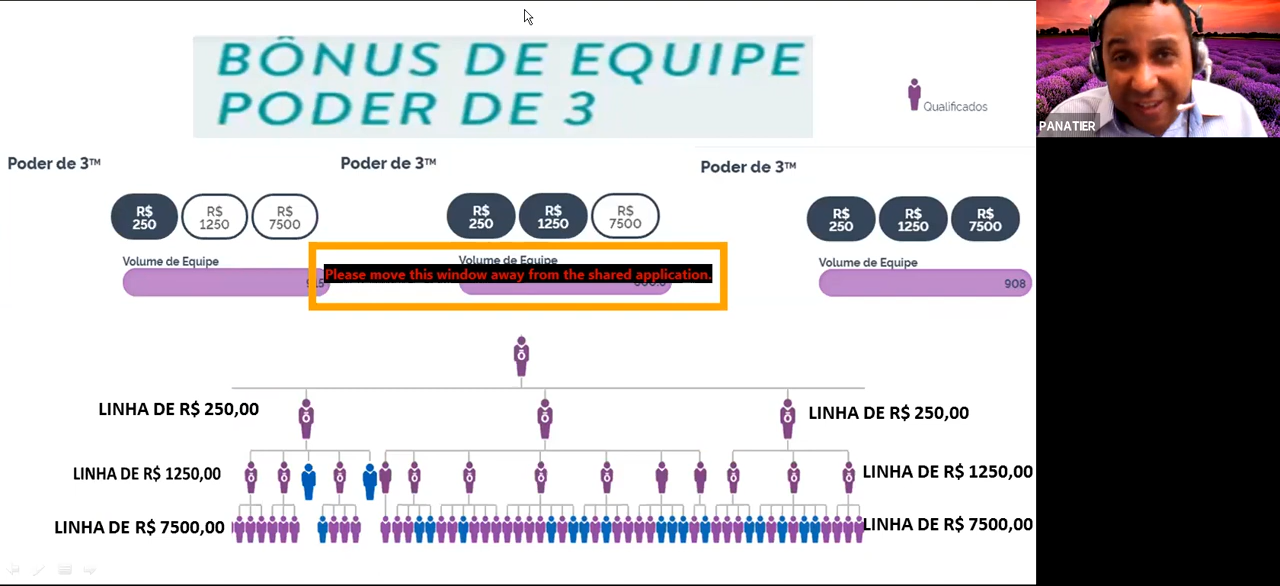 BÔNUS DE EQUIPE
PODER DE 3
Qualificados
PANATIER
Poder de 3™
Poder de 3™
Poder de 3™
R$
250
R$
1250
R$
7500
R$
250
R$
1250
R$
7500
R$
250
R$
1250
R$
7500
Volume de Equipe
Volume de Equipe
Volume de Equipe
Please move this window away from the shared application.
908
LINHA DE R$ 250,00
LINHA DE R$ 250,00
LINHA DE R$ 1250,00
LINHA DE R$ 1250,00
LINHA DE R$ 7500,00
LINHA DE R$ 7500,00